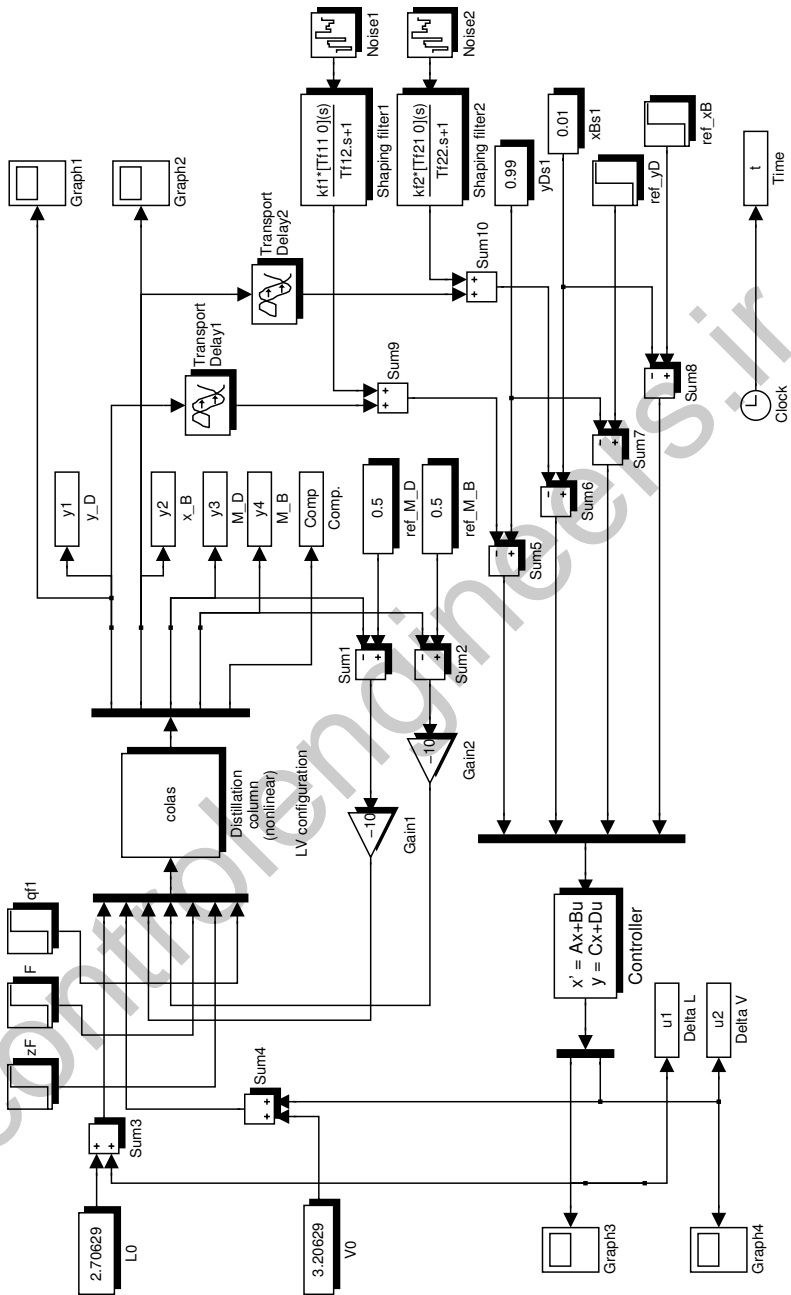 zF
F
qf1
2.70629
L0
Sum3
3.20629
V0
Sum4
colas
Distillation
column
(nonlinear)
LV configuration
y1
y_D
y2
x_B
y3
M_D
y4
M_B
Comp
Comp.
0.5
ref_M_D
0.5
ref_M_B
Sum1
Sum2
-10
Gain1
-10
Gain2
Graph1
Graph2
Transport
Delay1
Transport
Delay2
Noise1
Noise2
kf1*[Tf11 0](s)
Tf12.s+1
Shaping filter1
kf2*[Tf21 0](s)
Tf22.s+1
Shaping filter2
Sum9
Sum10
0.99
yDs1
0.01
xBs1
ref_yD
ref_xB
Sum5
Sum6
Sum7
Sum8
x' = Ax+Bu
y = Cx+Du
Controller
u1
Delta L
u2
Delta V
Graph3
Graph4
Clock
t
Time
controlengineers.ir